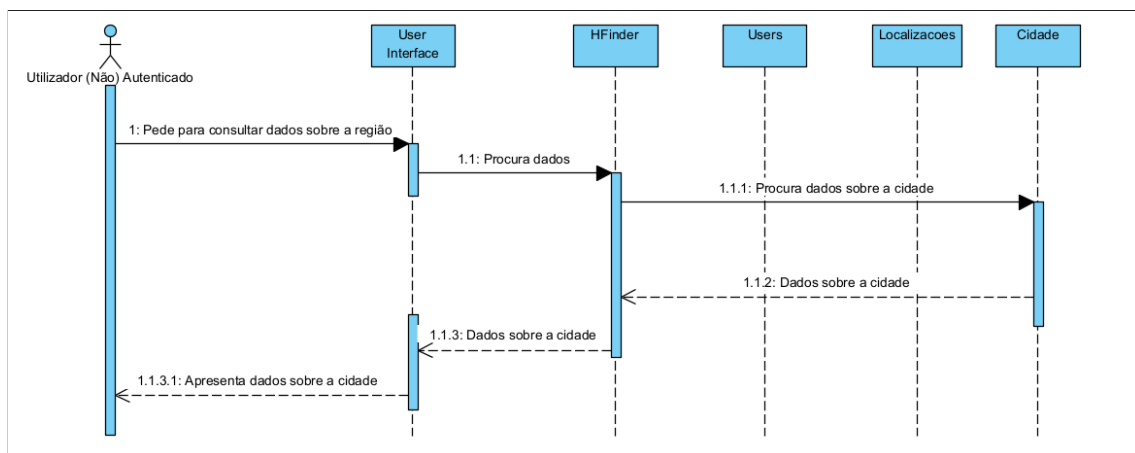 User
Interface
HFinder
Users
Localizacoes
Cidade
Utilizador (Não) Autenticado
1: Pede para consultar dados sobre a região
1.1: Procura dados
1.1.1: Procura dados sobre a cidade
1.1.2: Dados sobre a cidade
1.1.3: Dados sobre a cidade
1.1.3.1: Apresenta dados sobre a cidade